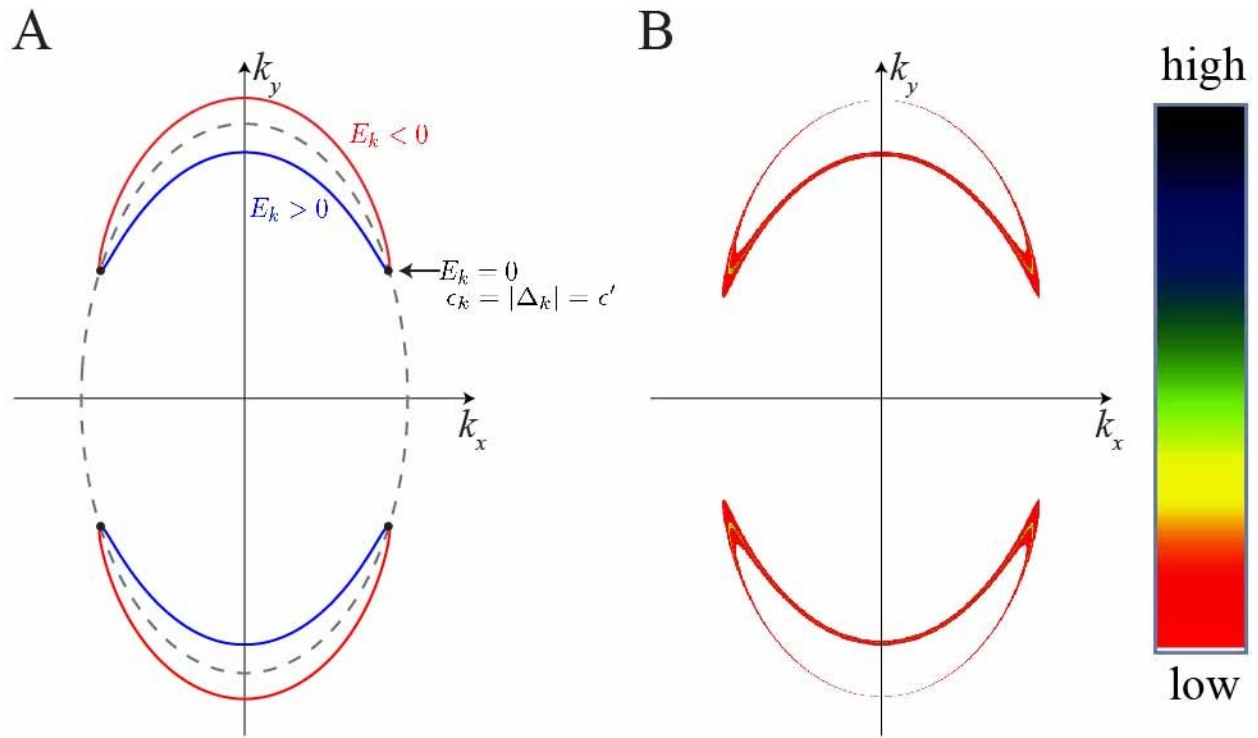 A
k_y
E_k < 0
E_k > 0
E_k = 0
ϵ_k = |Δ_k| = ϵ′
k_x
B
k_y
k_x
high
low